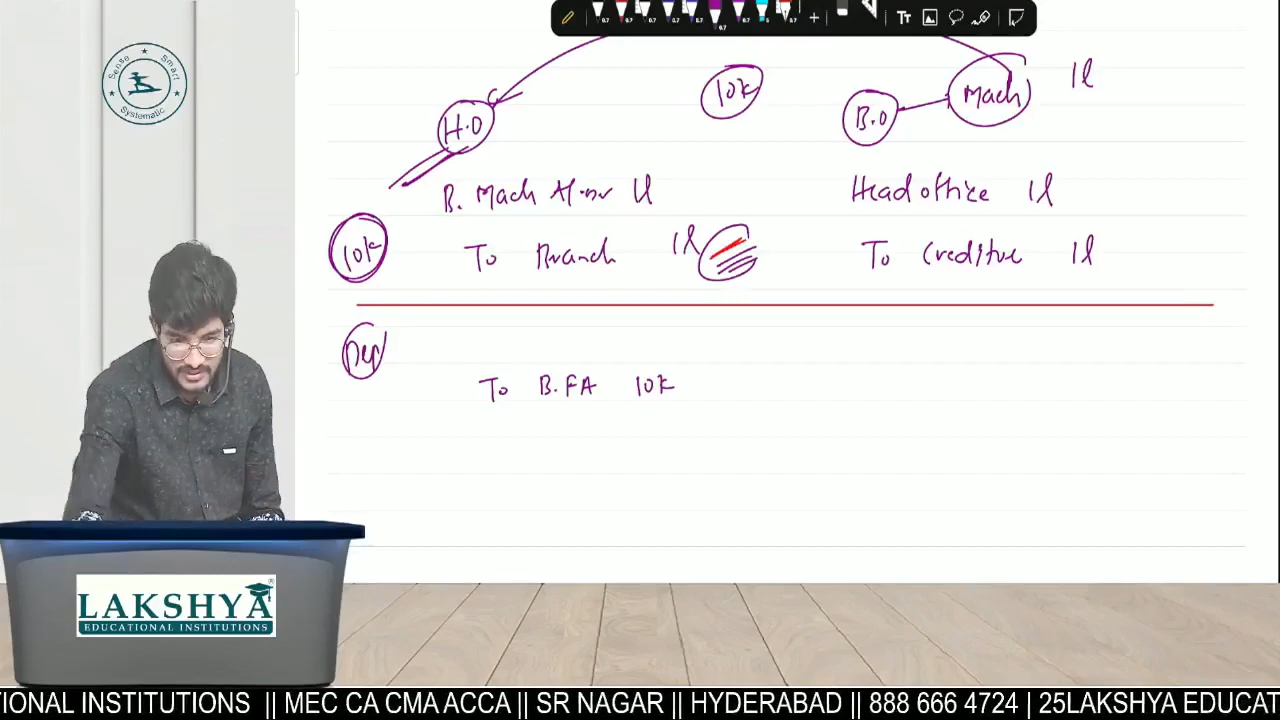 10k
B.O
Mach
1l
H.O
B. Mach A/-Dr 1l
Head office 1l
10k
To Branch 1l
To Creditor 1l
Dep
To B.FA 10k
Sense Smart Systematic
LAKSHYA
EDUCATIONAL INSTITUTIONS
TIONAL INSTITUTIONS || MEC CA CMA ACCA || SR NAGAR || HYDERABAD || 888 666 4724 | 25LAKSHYA EDUCAT